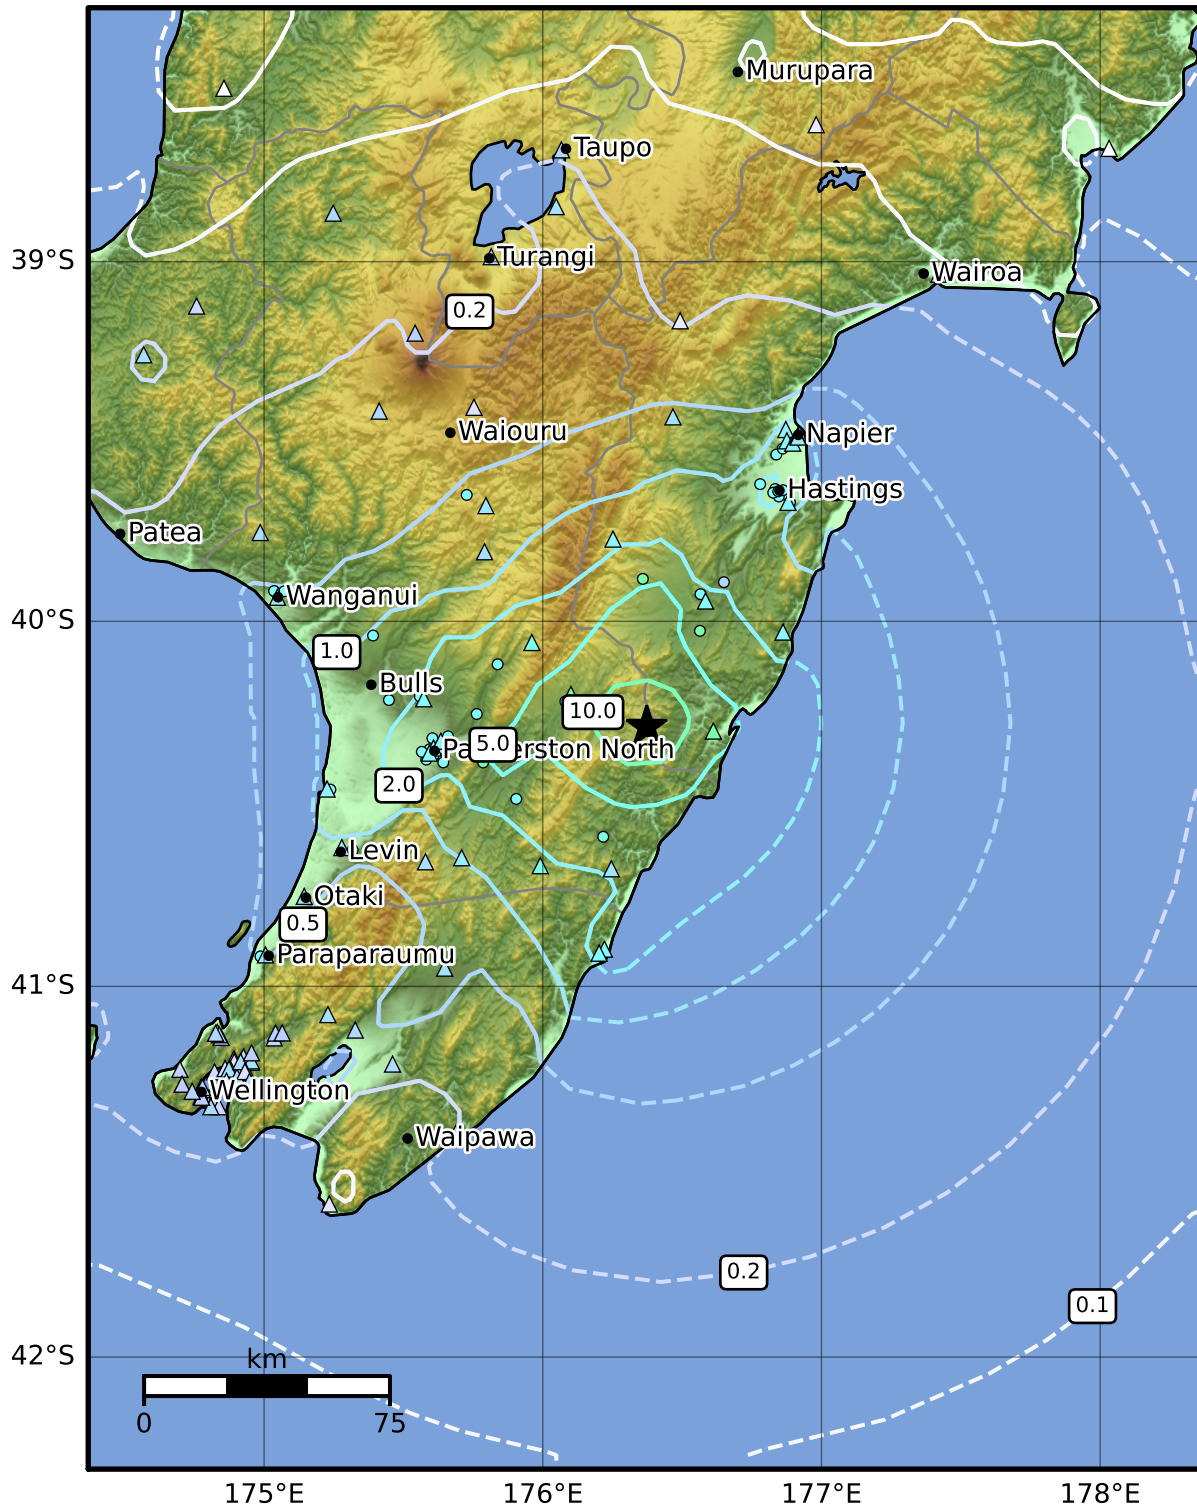 Murupara
Taupo
39°S
Turangi
Wairoa
0.2
Waiouru
Napier
Hastings
Patea
Wanganui
40°S
1.0
Bulls
10.0
5.0
Palmerston North
2.0
Levin
Otaki
0.5
Paraparaumu
41°S
Wellington
Waipawa
0.2
0.1
42°S
km
0 75
175°E 176°E 177°E 178°E